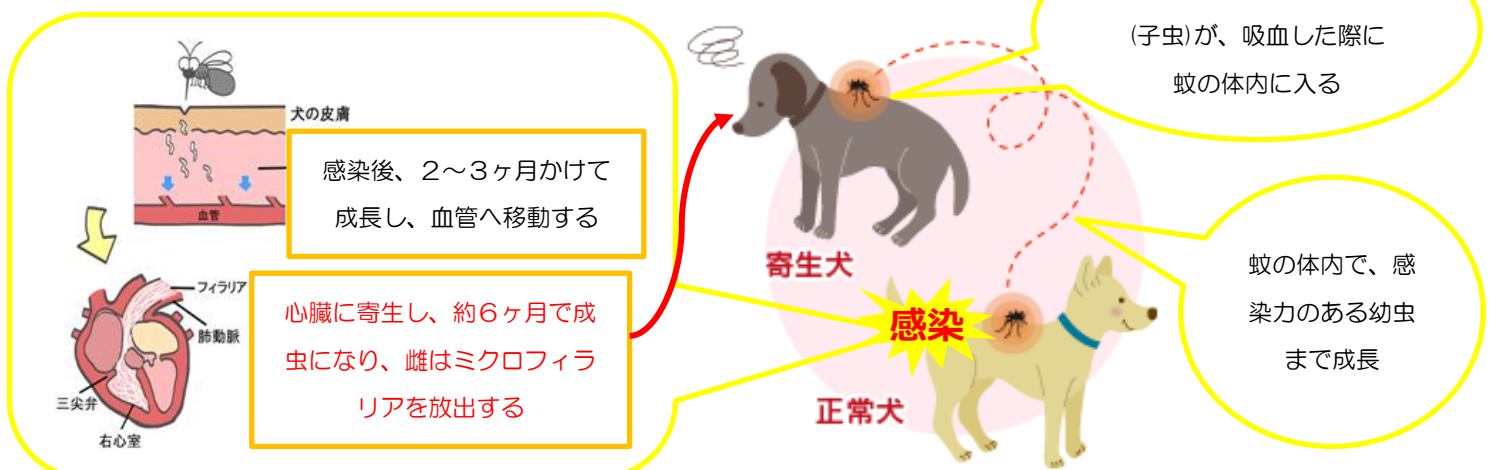 (子虫)が、吸血した際に
蚊の体内に入る
犬の皮膚
感染後、２～３ヶ月かけて
成長し、血管へ移動する
血管
寄生犬
蚊の体内で、感
染力のある幼虫
まで成長
フィラリア
肺動脈
心臓に寄生し、約６ヶ月で成
虫になり、雌はミクロフィラ
リアを放出する
三尖弁
右心室
感染
正常犬